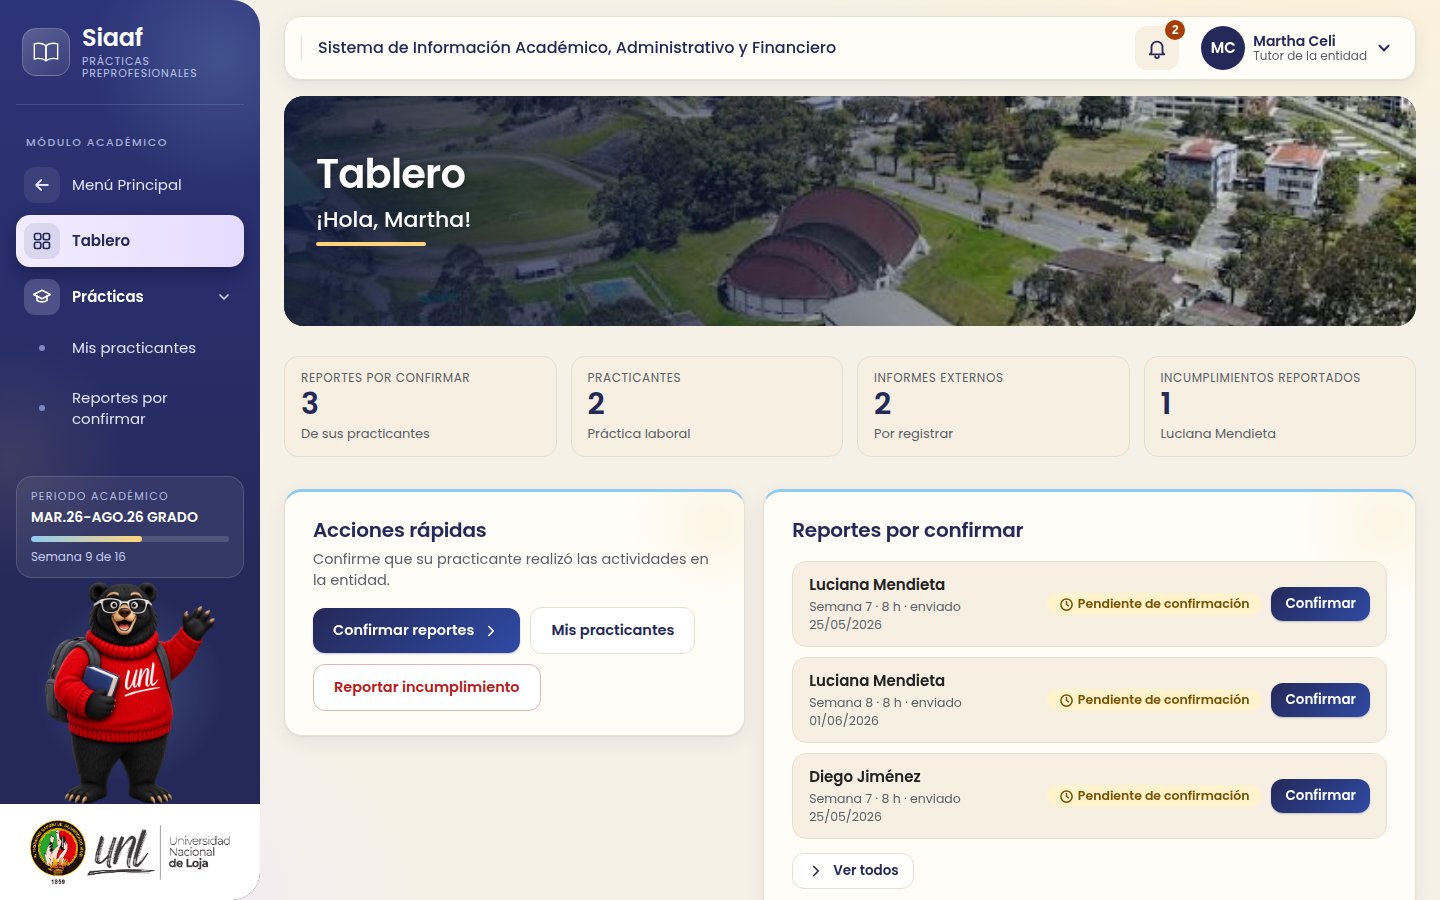 Siaaf
PRÁCTICAS
PREPROFESIONALES
MÓDULO ACADÉMICO
Menú Principal
Tablero
Prácticas
Mis practicantes
Reportes por
confirmar
PERIODO ACADÉMICO
MAR.26-AGO.26 GRADO
Semana 9 de 16
unl
1859
unl
Universidad
Nacional
de Loja
Sistema de Información Académico, Administrativo y Financiero
2
MC
Martha Celi
Tutor de la entidad
Tablero
¡Hola, Martha!
REPORTES POR CONFIRMAR
3
De sus practicantes
PRACTICANTES
2
Práctica laboral
INFORMES EXTERNOS
2
Por registrar
INCUMPLIMIENTOS REPORTADOS
1
Luciana Mendieta
Acciones rápidas
Confirme que su practicante realizó las actividades en
la entidad.
Confirmar reportes
Mis practicantes
Reportar incumplimiento
Reportes por confirmar
Luciana Mendieta
Semana 7 · 8 h · enviado
25/05/2026
Pendiente de confirmación
Confirmar
Luciana Mendieta
Semana 8 · 8 h · enviado
01/06/2026
Pendiente de confirmación
Confirmar
Diego Jiménez
Semana 7 · 8 h · enviado
25/05/2026
Pendiente de confirmación
Confirmar
Ver todos